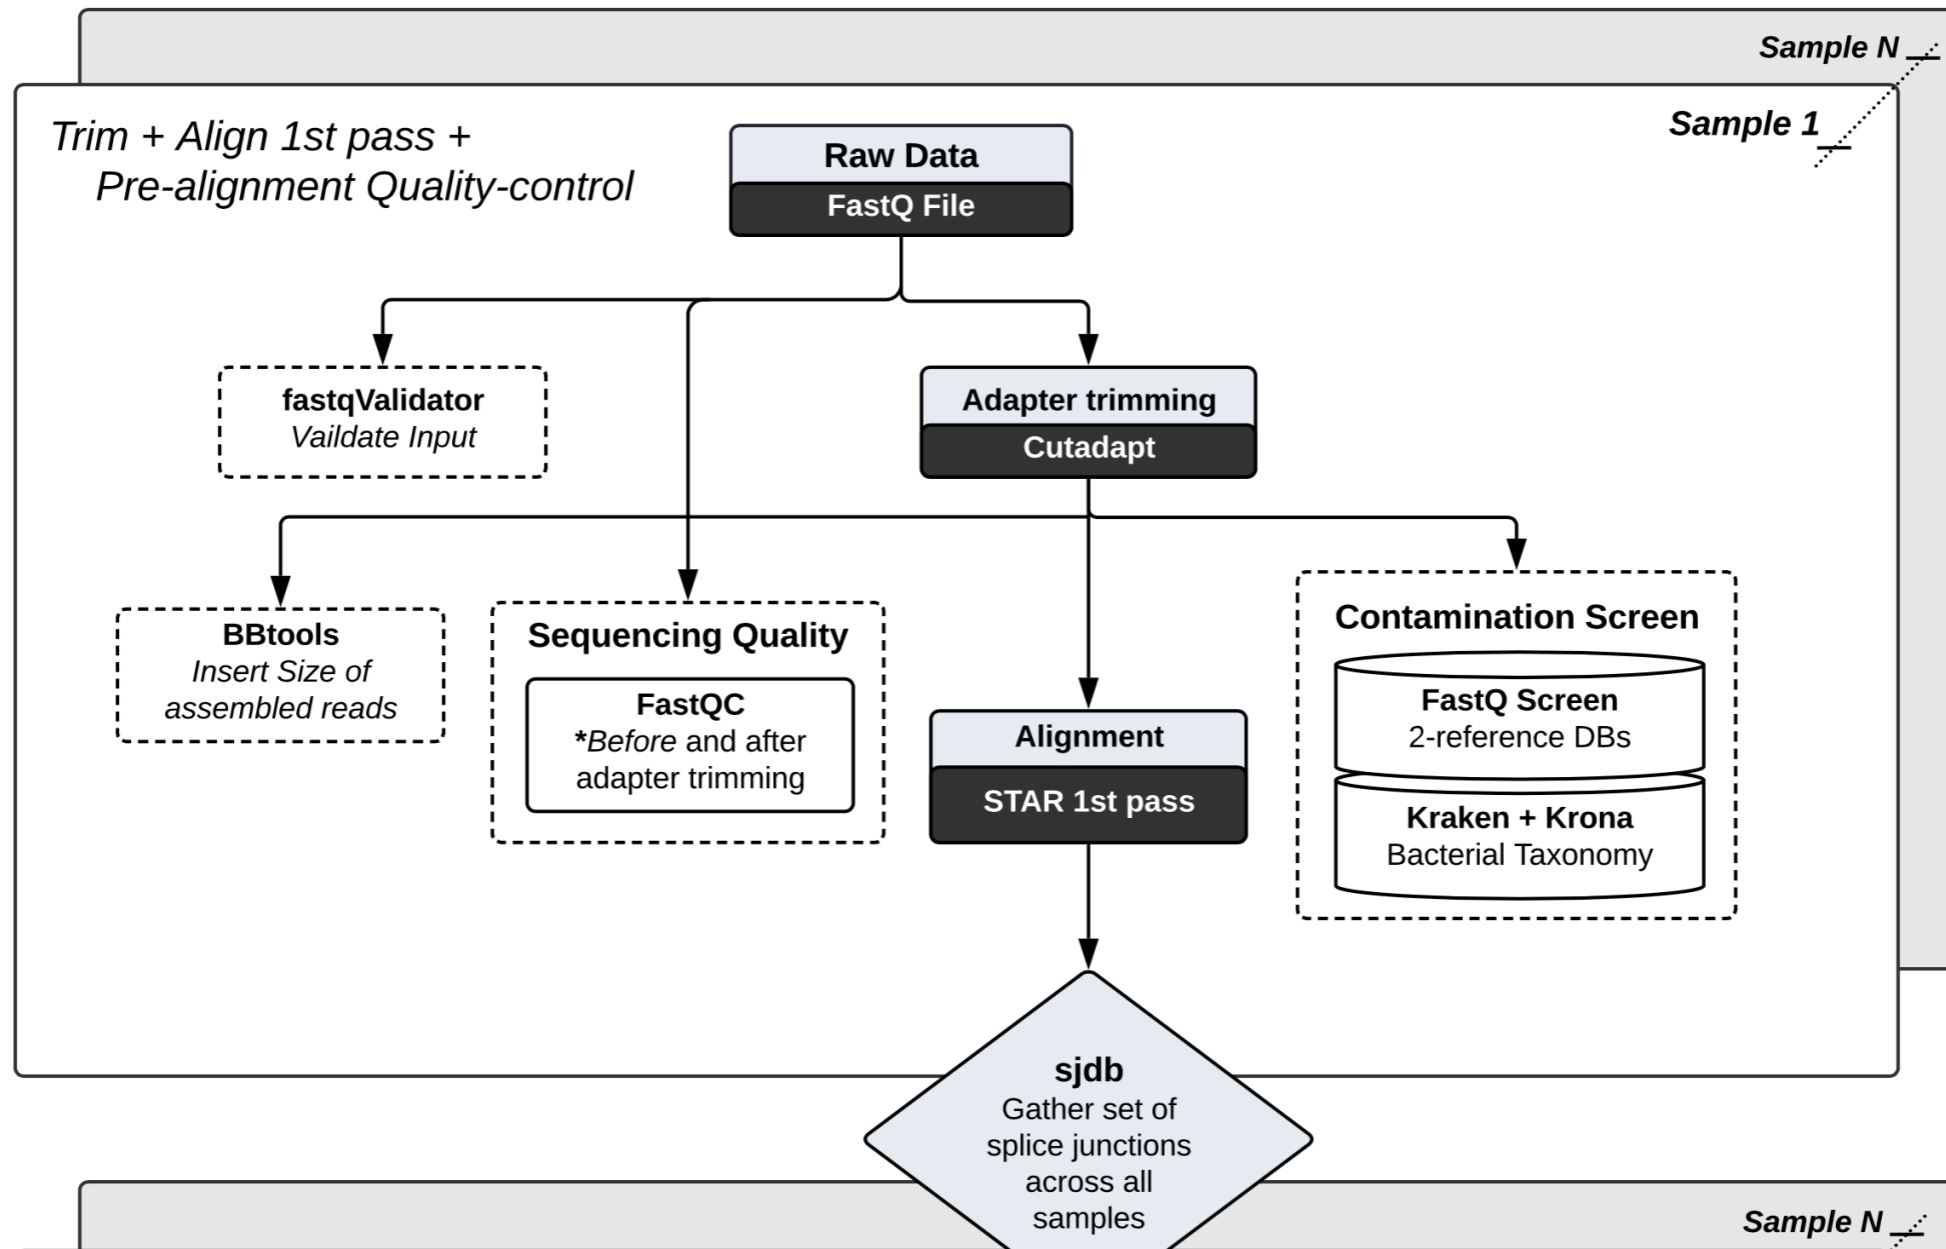 Sample N
Sample 1
Trim + Align 1st pass +
Pre-alignment Quality-control
Raw Data
FastQ File
fastqValidator
Vaildate Input
Adapter trimming
Cutadapt
BBtools
Insert Size of
assembled reads
Sequencing Quality
FastQC
*Before and after
adapter trimming
Alignment
STAR 1st pass
Contamination Screen
FastQ Screen
2-reference DBs
Kraken + Krona
Bacterial Taxonomy
sjdb
Gather set of
splice junctions
across all
samples
Sample N